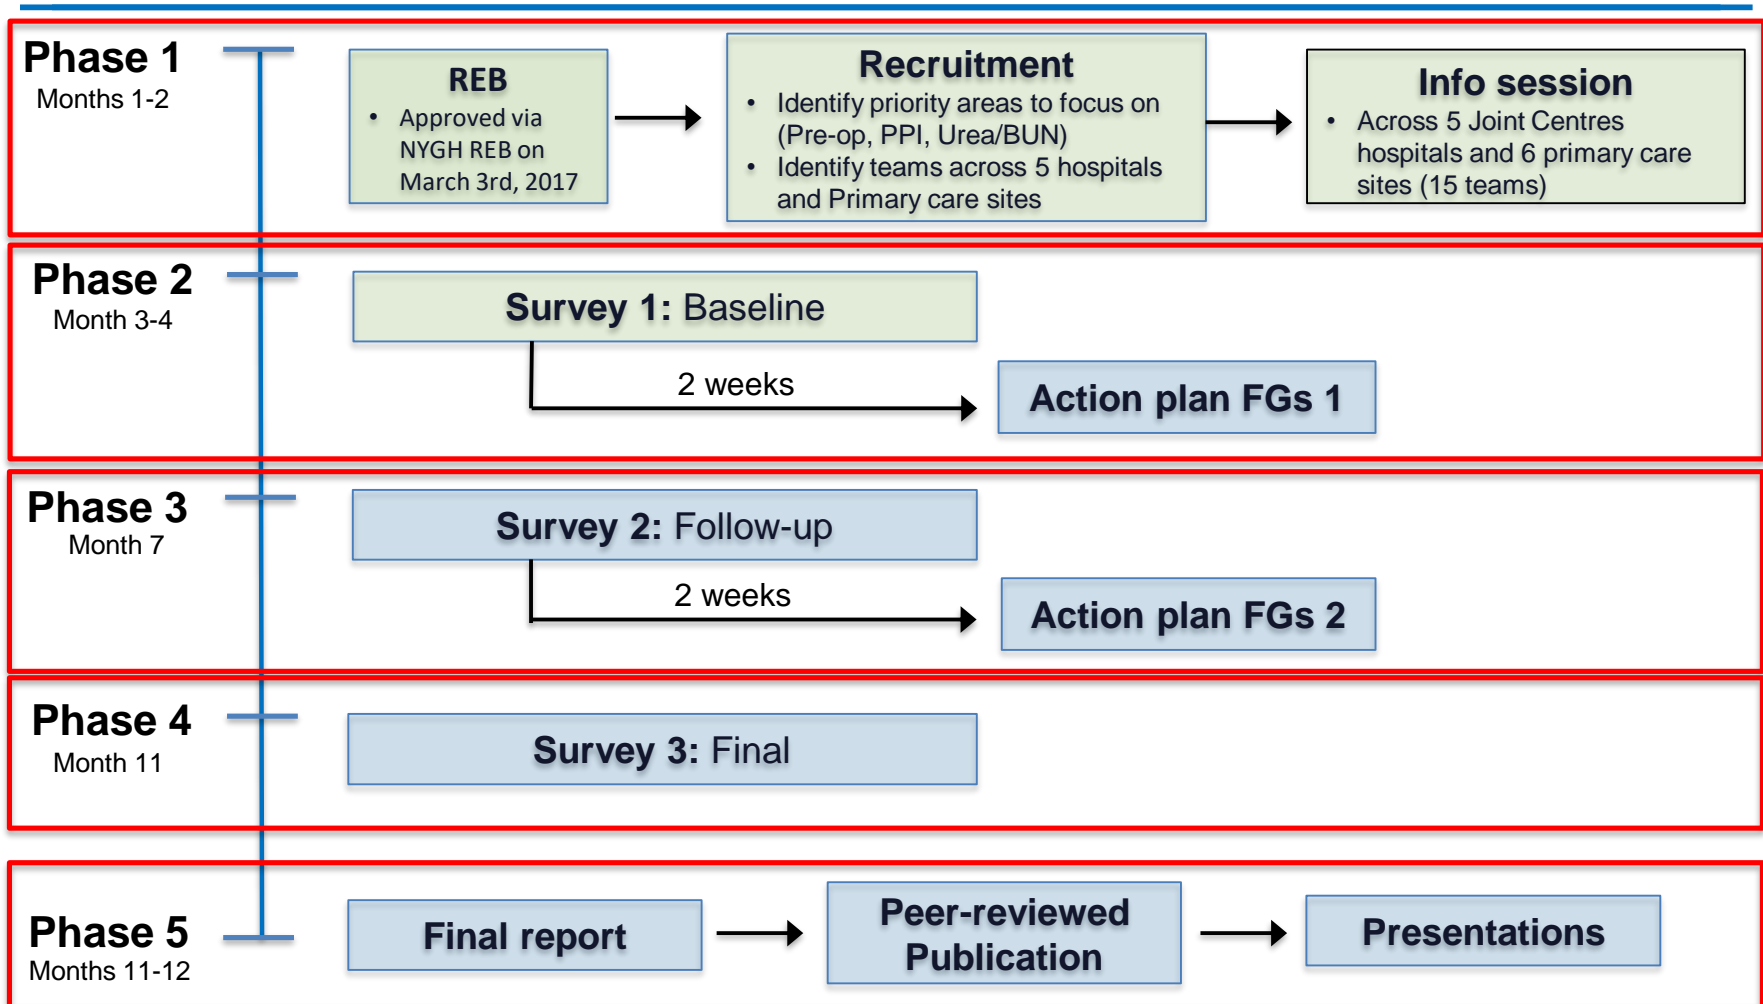 Phase 1
Months 1-2
REB
• Approved via
NYGH REB on
March 3rd, 2017
Recruitment
• Identify priority areas to focus on
(Pre-op, PPI, Urea/BUN)
• Identify teams across 5 hospitals
and Primary care sites
Info session
• Across 5 Joint Centres
hospitals and 6 primary care
sites (15 teams)
Phase 2
Month 3-4
Survey 1: Baseline
2 weeks
Action plan FGs 1
Phase 3
Month 7
Survey 2: Follow-up
2 weeks
Action plan FGs 2
Phase 4
Month 11
Survey 3: Final
Phase 5
Months 11-12
Final report
Peer-reviewed
Publication
Presentations